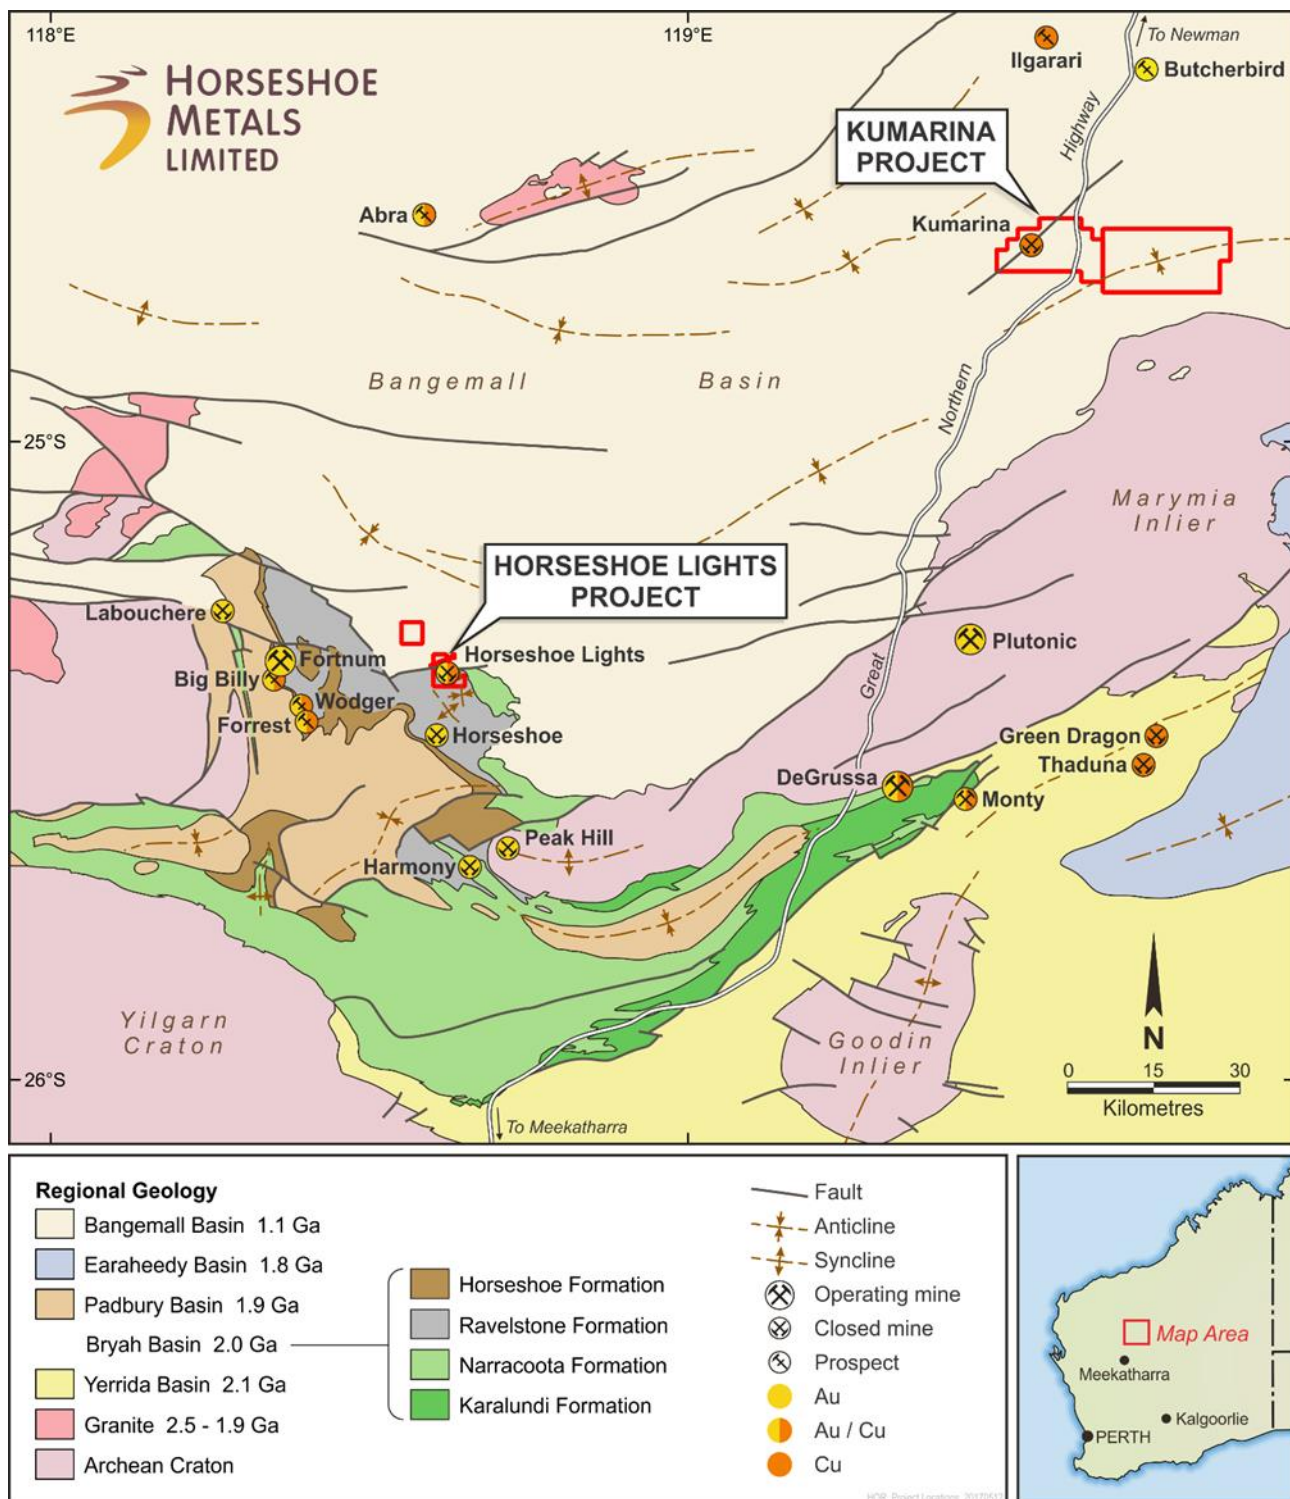 118°E
119°E
To Newman
HORSESHOE
METALS
LIMITED
Ilgarari
Butcherbird
Highway
KUMARINA
PROJECT
Abra
Kumarina
Bangemall Basin
Northern
25°S
Marymia
Inlier
HORSESHOE LIGHTS
PROJECT
Labouchere
Horseshoe Lights
Fortnum
Big Billy
Plutonic
Great
Wodger
Forrest
Horseshoe
Green Dragon
Thaduna
DeGrussa
Monty
Peak Hill
Harmony
Yilgarn
Craton
Goodin
Inlier
N
26°S
0 15 30
Kilometres
To Meekatharra
Regional Geology
Bangemall Basin 1.1 Ga
Earaheedy Basin 1.8 Ga
Padbury Basin 1.9 Ga
Bryah Basin 2.0 Ga
Yerrida Basin 2.1 Ga
Granite 2.5 - 1.9 Ga
Archean Craton
Horseshoe Formation
Ravelstone Formation
Narracoota Formation
Karalundi Formation
Fault
Anticline
Syncline
Operating mine
Closed mine
Prospect
Au
Au / Cu
Cu
Map Area
Meekatharra
Kalgoorlie
PERTH